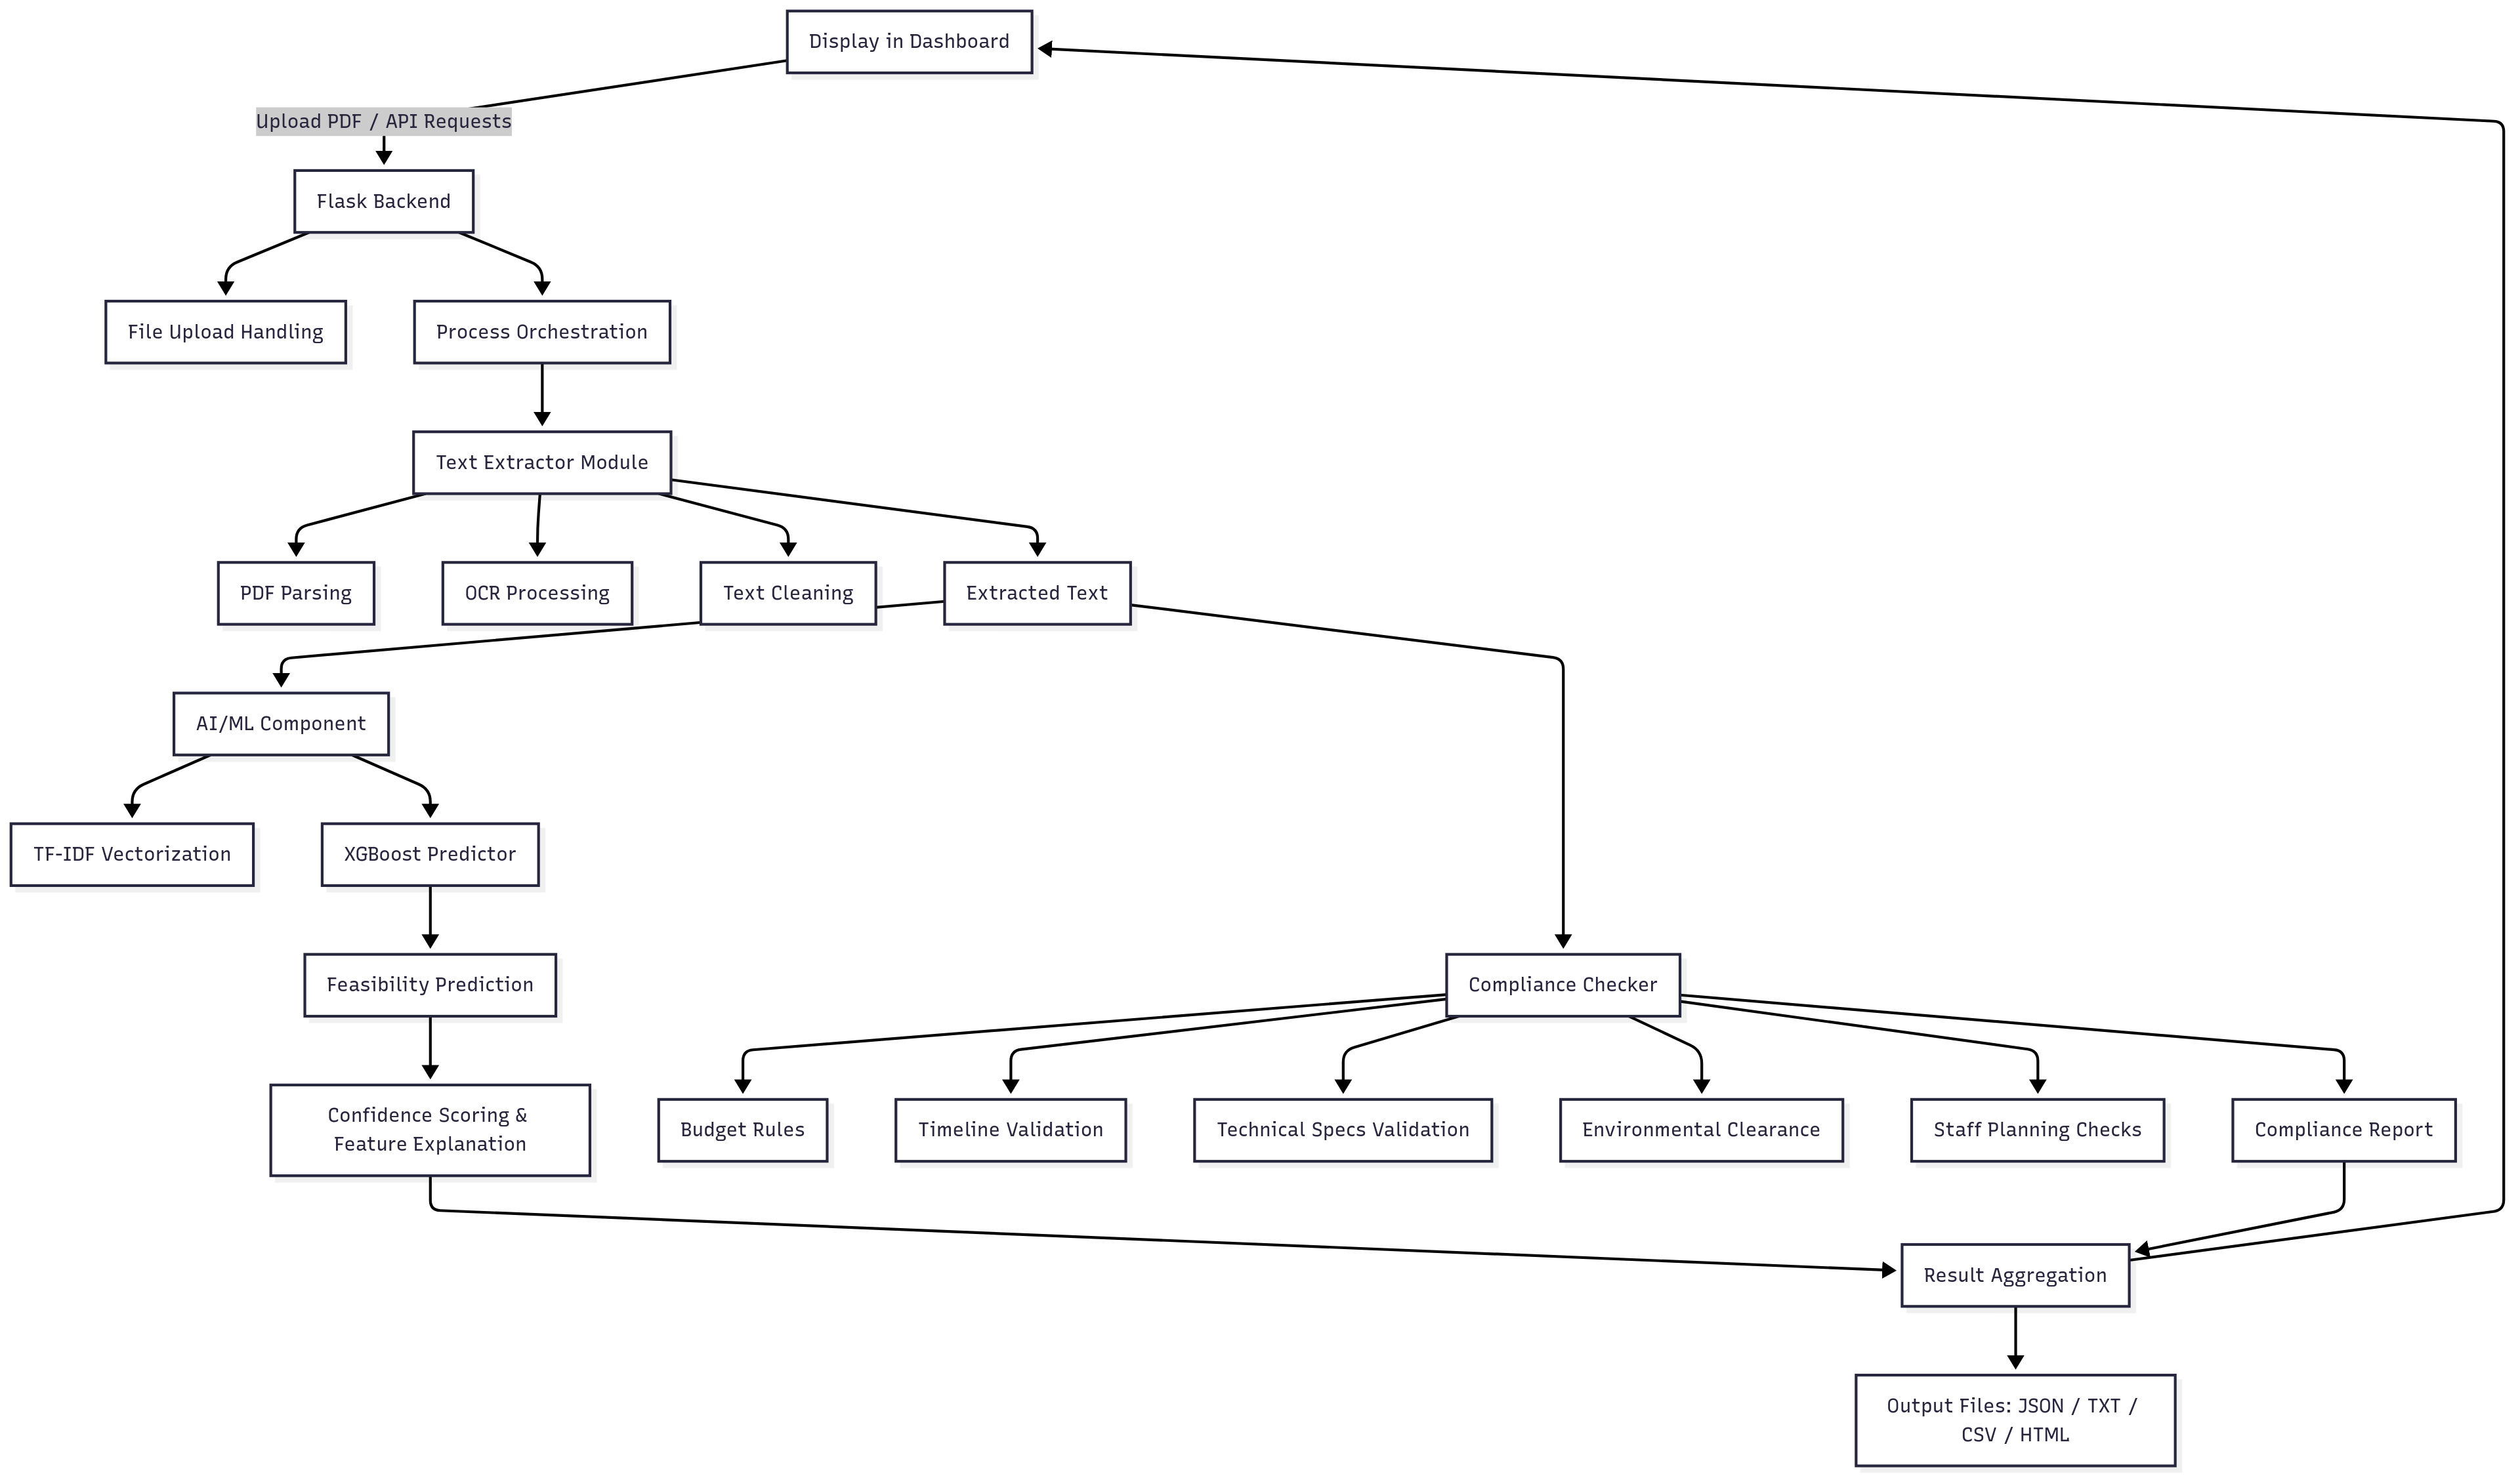 Display in Dashboard
Upload PDF / API Requests
Flask Backend
File Upload Handling
Process Orchestration
Text Extractor Module
PDF Parsing
OCR Processing
Text Cleaning
Extracted Text
AI/ML Component
TF-IDF Vectorization
XGBoost Predictor
Feasibility Prediction
Compliance Checker
Confidence Scoring &
Feature Explanation
Budget Rules
Timeline Validation
Technical Specs Validation
Environmental Clearance
Staff Planning Checks
Compliance Report
Result Aggregation
Output Files: JSON / TXT /
CSV / HTML